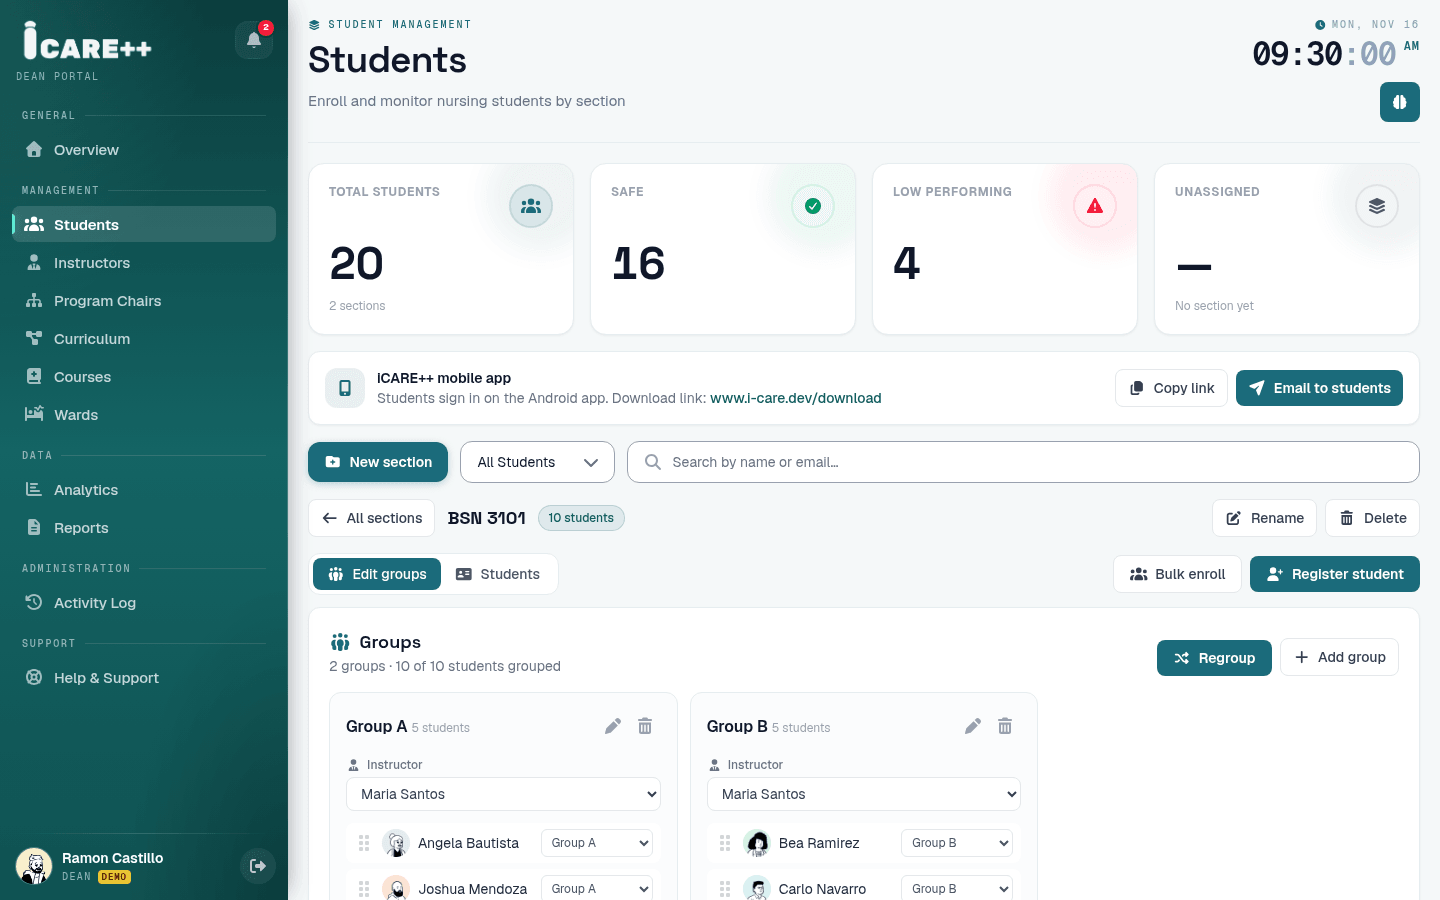 iCARE++
2
DEAN PORTAL
GENERAL
Overview
MANAGEMENT
Students
Instructors
Program Chairs
Curriculum
Courses
Wards
DATA
Analytics
Reports
ADMINISTRATION
Activity Log
SUPPORT
Help & Support
Ramon Castillo
DEAN DEMO
STUDENT MANAGEMENT
Students
Enroll and monitor nursing students by section
MON, NOV 16
09:30:00 AM
TOTAL STUDENTS
20
2 sections
SAFE
16
LOW PERFORMING
4
UNASSIGNED
—
No section yet
iCARE++ mobile app
Students sign in on the Android app. Download link: www.i-care.dev/download
Copy link
Email to students
New section
All Students
Search by name or email…
All sections
BSN 3101
10 students
Rename
Delete
Edit groups
Students
Bulk enroll
Register student
Groups
2 groups · 10 of 10 students grouped
Regroup
Add group
Group A 5 students
Instructor
Maria Santos
Angela Bautista
Group A
Joshua Mendoza
Group A
Group B 5 students
Instructor
Maria Santos
Bea Ramirez
Group B
Carlo Navarro
Group B